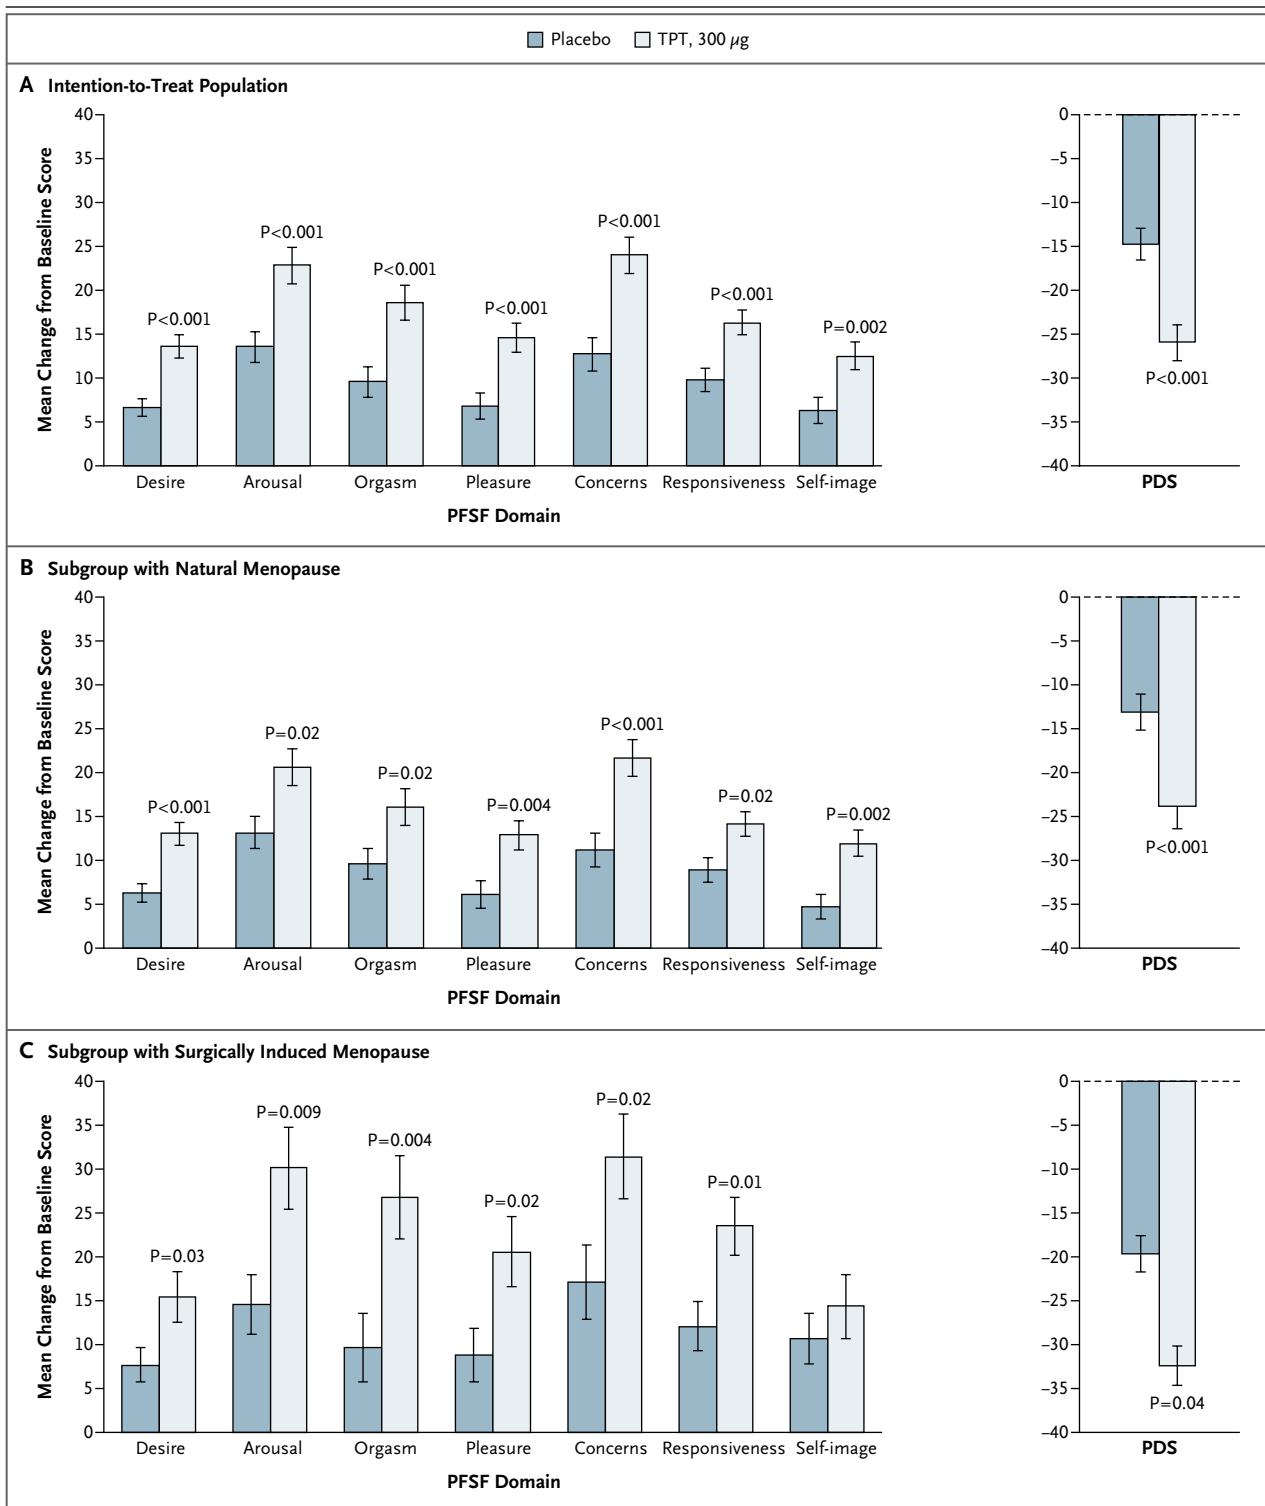 Placebo TPT, 300 µg
A Intention-to-Treat Population
Mean Change from Baseline Score
40
35
30
25
20
15
10
5
0
P<0.001
P<0.001
P<0.001
P<0.001
P<0.001
P<0.001
P=0.002
Desire Arousal Orgasm Pleasure Concerns Responsiveness Self-image
PFSF Domain
0
–5
–10
–15
–20
–25
–30
–35
–40
P<0.001
PDS
B Subgroup with Natural Menopause
Mean Change from Baseline Score
40
35
30
25
20
15
10
5
0
P<0.001
P=0.02
P=0.02
P=0.004
P<0.001
P=0.02
P=0.002
Desire Arousal Orgasm Pleasure Concerns Responsiveness Self-image
PFSF Domain
0
–5
–10
–15
–20
–25
–30
–35
–40
P<0.001
PDS
C Subgroup with Surgically Induced Menopause
Mean Change from Baseline Score
40
35
30
25
20
15
10
5
0
P=0.03
P=0.009
P=0.004
P=0.02
P=0.02
P=0.01
Desire Arousal Orgasm Pleasure Concerns Responsiveness Self-image
PFSF Domain
0
–5
–10
–15
–20
–25
–30
–35
–40
P=0.04
PDS